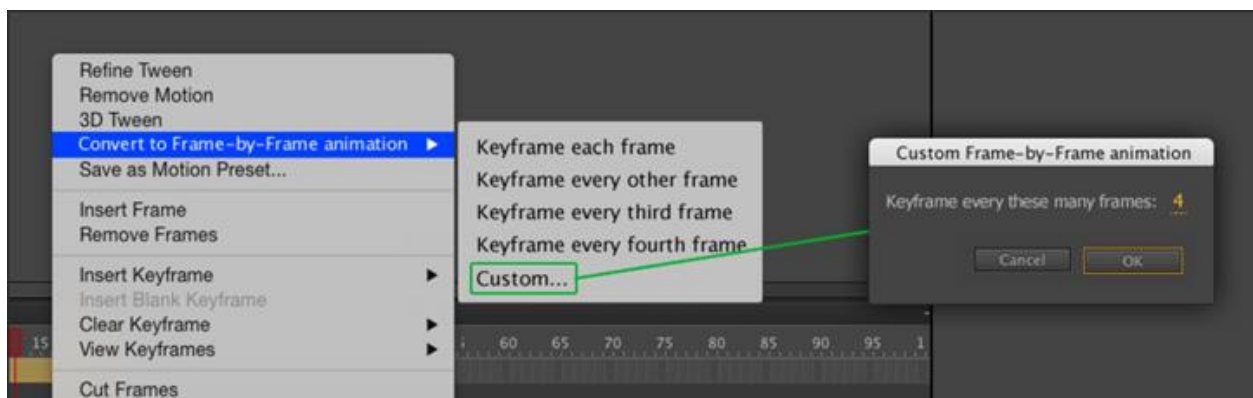 Refine Tween
Remove Motion
3D Tween
Convert to Frame-by-Frame animation
Save as Motion Preset...
Insert Frame
Remove Frames
Insert Keyframe
Insert Blank Keyframe
Clear Keyframe
View Keyframes
Cut Frames
Keyframe each frame
Keyframe every other frame
Keyframe every third frame
Keyframe every fourth frame
Custom...
Custom Frame-by-Frame animation
Keyframe every these many frames: 4
Cancel OK
15 60 65 70 75 80 85 90 95 1